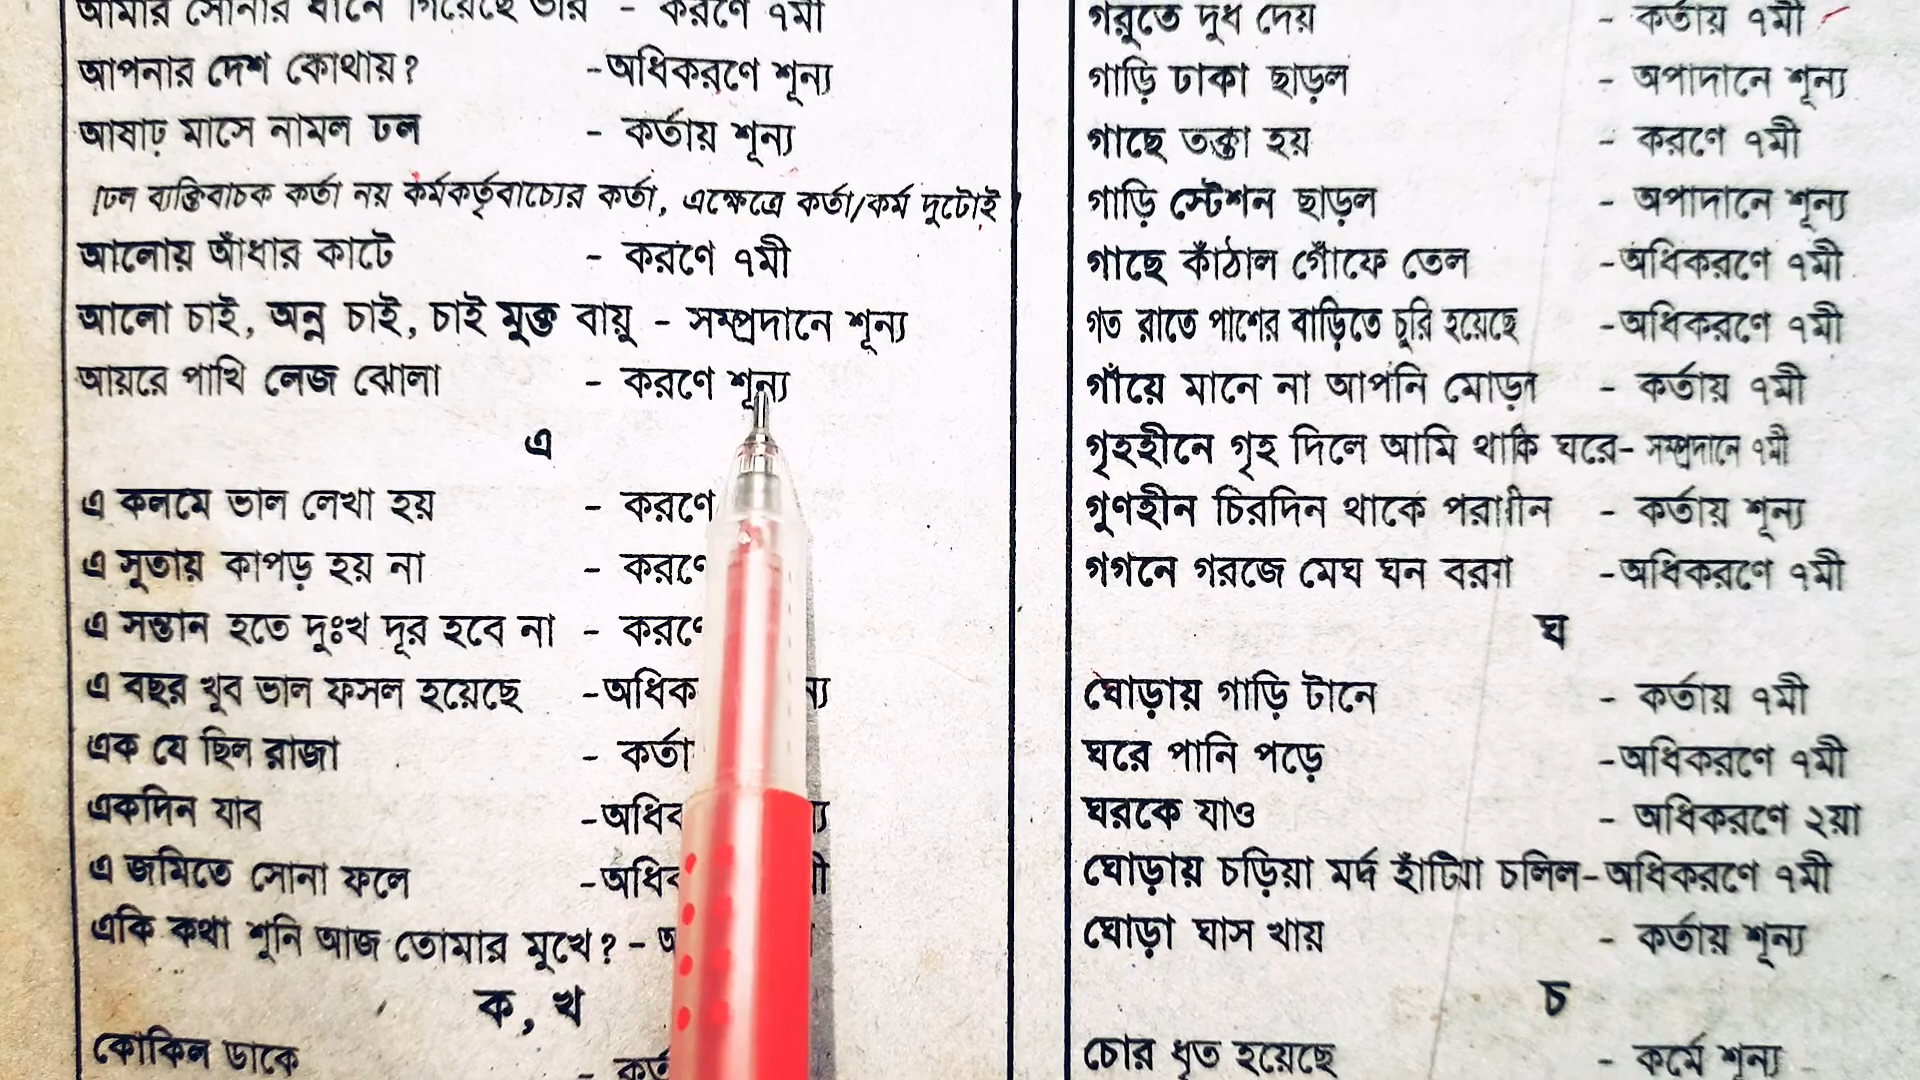 আমার সোনার ধানে গিয়েছে ভরি - করণে ৭মী
আপনার দেশ কোথায়? -অধিকরণে শূন্য
আষাঢ় মাসে নামল ঢল - কর্তায় শূন্য
ঢল ব্যক্তিবাচক কর্তা নয় কর্মকর্তৃবাচ্যের কর্তা, এক্ষেত্রে কর্তা/কর্ম দুটোই
আলোয় আঁধার কাটে - করণে ৭মী
আলো চাই, অন্ন চাই, চাই মুক্ত বায়ু - সম্প্রদানে শূন্য
আয়রে পাখি লেজ ঝোলা - করণে শূন্য
এ
এ কলমে ভাল লেখা হয় - করণে
এ সুতায় কাপড় হয় না - করণে
এ সন্তান হতে দুঃখ দূর হবে না - করণে
এ বছর খুব ভাল ফসল হয়েছে
এক যে ছিল রাজা - কর্তা
একদিন যাব
এ জমিতে সোনা ফলে
একি কথা শুনি আজ তোমার মুখে? -
ক, খ
কোকিল ডাকে -
গরুতে দুধ দেয় - কর্তায় ৭মী
গাড়ি ঢাকা ছাড়ল - অপাদানে শূন্য
গাছে তক্তা হয় - করণে ৭মী
গাড়ি স্টেশন ছাড়ল - অপাদানে শূন্য
গাছে কাঁঠাল গোঁফে তেল -অধিকরণে ৭মী
গত রাতে পাশের বাড়িতে চুরি হয়েছে -অধিকরণে ৭মী
গাঁয়ে মানে না আপনি মোড়ল - কর্তায় ৭মী
গৃহহীনে গৃহ দিলে আমি থাকি ঘরে- সম্প্রদানে ৭মী
গুণহীন চিরদিন থাকে পরাধীন - কর্তায় শূন্য
গগনে গরজে মেঘ ঘন বরষা -অধিকরণে ৭মী
ঘ
ঘোড়ায় গাড়ি টানে - কর্তায় ৭মী
ঘরে পানি পড়ে -অধিকরণে ৭মী
ঘরকে যাও - অধিকরণে ২য়া
ঘোড়ায় চড়িয়া মর্দ হাঁটিয়া চলিল-অধিকরণে ৭মী
ঘোড়া ঘাস খায় - কর্তায় শূন্য
চ
চোর ধৃত হয়েছে - কর্মে শূন্য